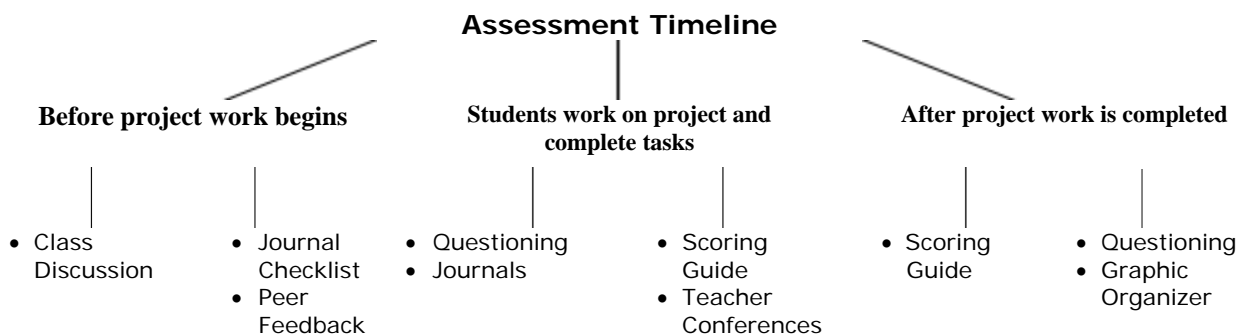 Assessment Timeline
Before project work begins
Students work on project and
complete tasks
After project work is completed
• Class
Discussion
• Journal
Checklist
• Peer
Feedback
• Questioning
• Journals
• Scoring
Guide
• Teacher
Conferences
• Scoring
Guide
• Questioning
• Graphic
Organizer